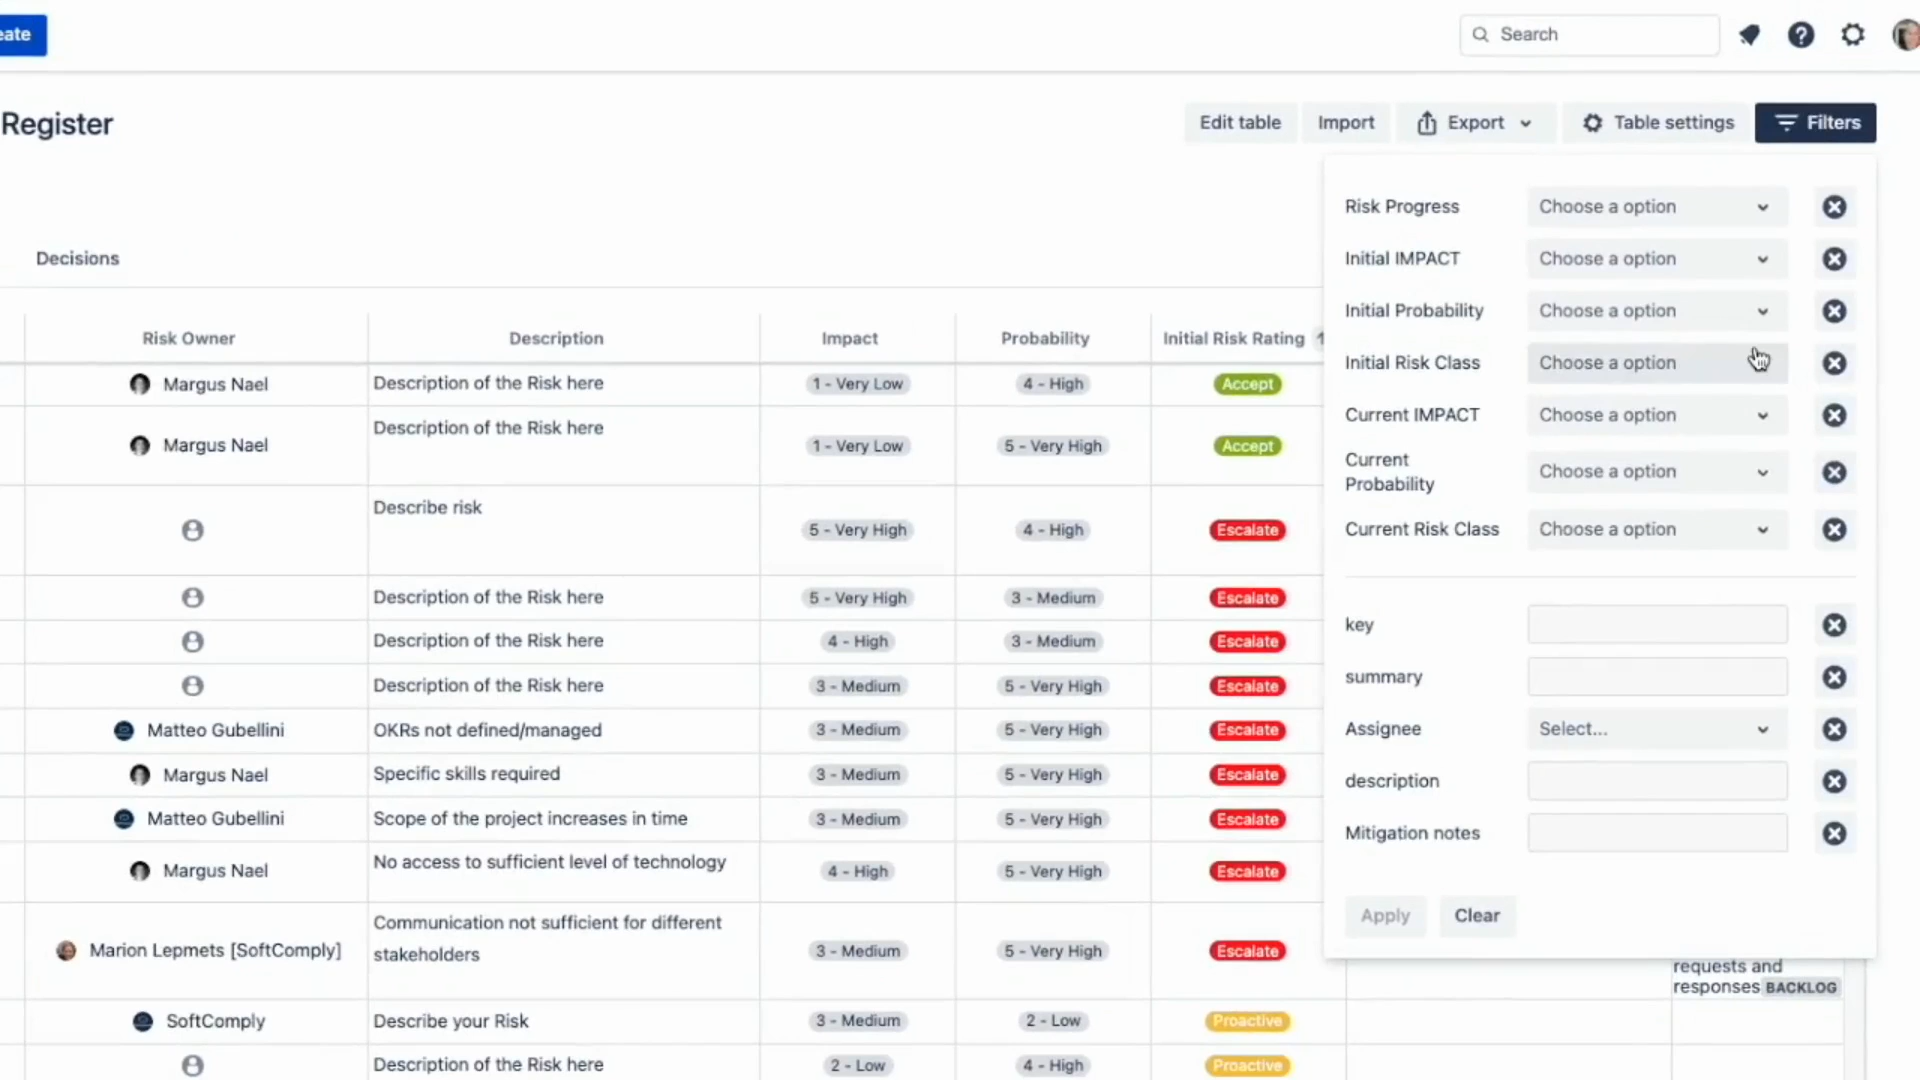 eate
Search
Register
Edit table
Import
Export
Table settings
Filters
Decisions
Risk Owner
Description
Impact
Probability
Initial Risk Rating
Margus Nael
Description of the Risk here
1 - Very Low
4 - High
Accept
Margus Nael
Description of the Risk here
1 - Very Low
5 - Very High
Accept
Describe risk
5 - Very High
4 - High
Escalate
Description of the Risk here
5 - Very High
3 - Medium
Escalate
Description of the Risk here
4 - High
3 - Medium
Escalate
Description of the Risk here
3 - Medium
5 - Very High
Escalate
Matteo Gubellini
OKRs not defined/managed
3 - Medium
5 - Very High
Escalate
Margus Nael
Specific skills required
3 - Medium
5 - Very High
Escalate
Matteo Gubellini
Scope of the project increases in time
3 - Medium
5 - Very High
Escalate
Margus Nael
No access to sufficient level of technology
4 - High
5 - Very High
Escalate
Marion Lepmets [SoftComply]
Communication not sufficient for different
stakeholders
3 - Medium
5 - Very High
Escalate
SoftComply
Describe your Risk
3 - Medium
2 - Low
Proactive
Description of the Risk here
2 - Low
4 - High
Proactive
Risk Progress
Choose a option
Initial IMPACT
Choose a option
Initial Probability
Choose a option
Initial Risk Class
Choose a option
Current IMPACT
Choose a option
Current
Probability
Choose a option
Current Risk Class
Choose a option
key
summary
Assignee
Select...
description
Mitigation notes
Apply
Clear
requests and
responses BACKLOG